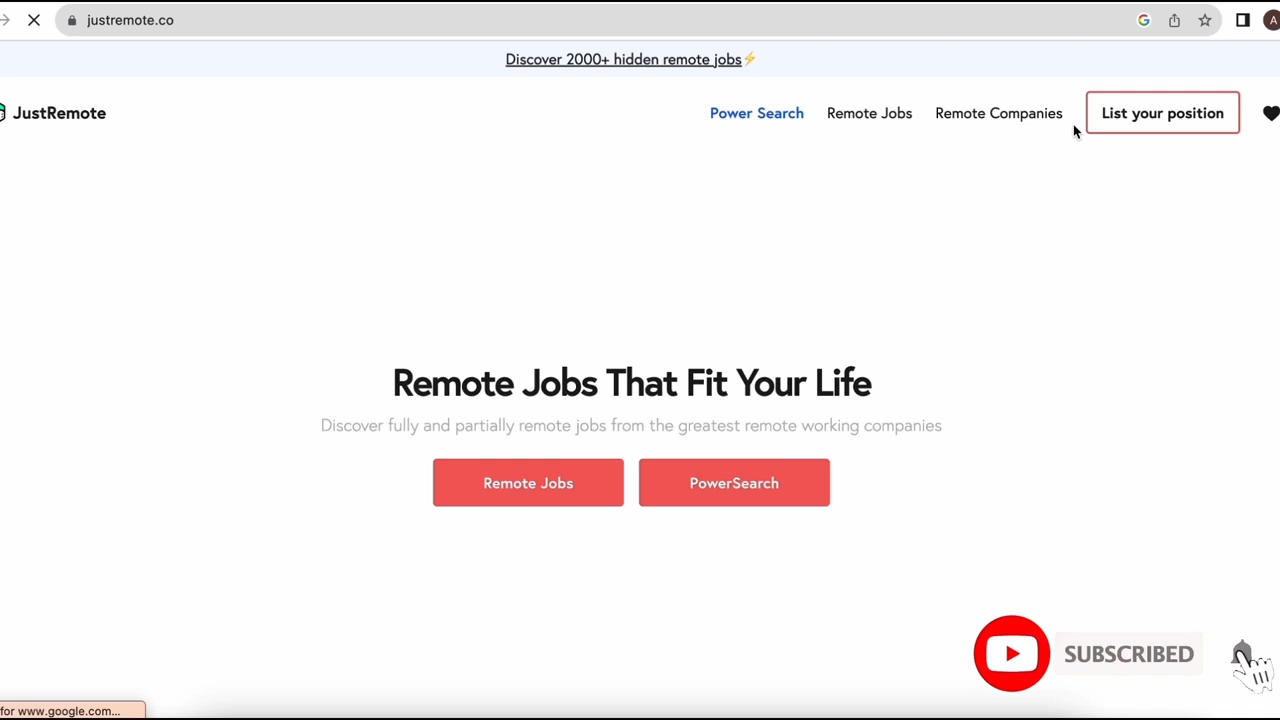 justremote.co
A
Discover 2000+ hidden remote jobs⚡
JustRemote
Power Search
Remote Jobs
Remote Companies
List your position
Remote Jobs That Fit Your Life
Discover fully and partially remote jobs from the greatest remote working companies
Remote Jobs
PowerSearch
SUBSCRIBED
for www.google.com...